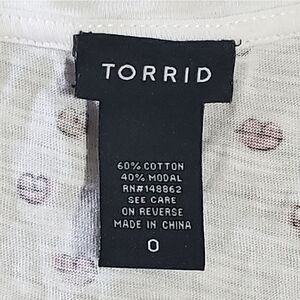 TORRID
60% COTTON
40% MODAL
RN#148862
SEE CARE
ON REVERSE
MADE IN CHINA
0